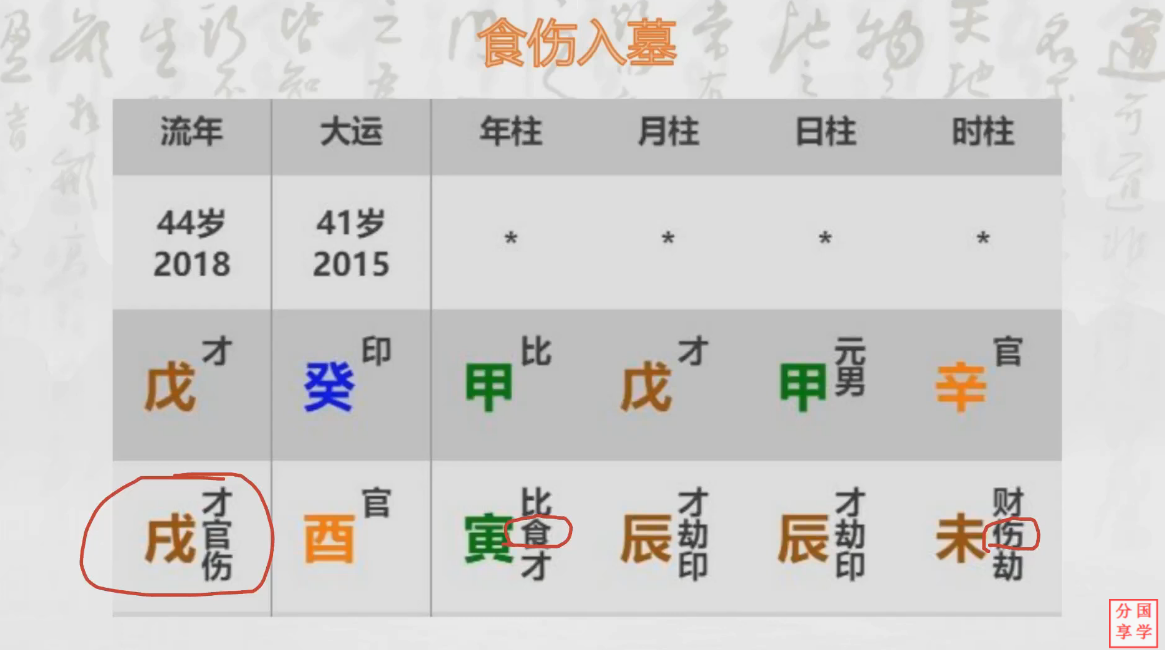 食伤入墓
流年 大运 年柱 月柱 日柱 时柱
44岁 41岁 * * * *
2018 2015
戊 才 癸 印 甲 比 戊 才 甲 元男 辛 官
戌 才官伤 酉 官 寅 比食才 辰 才劫印 辰 才劫印 未 财伤劫
国学
分享